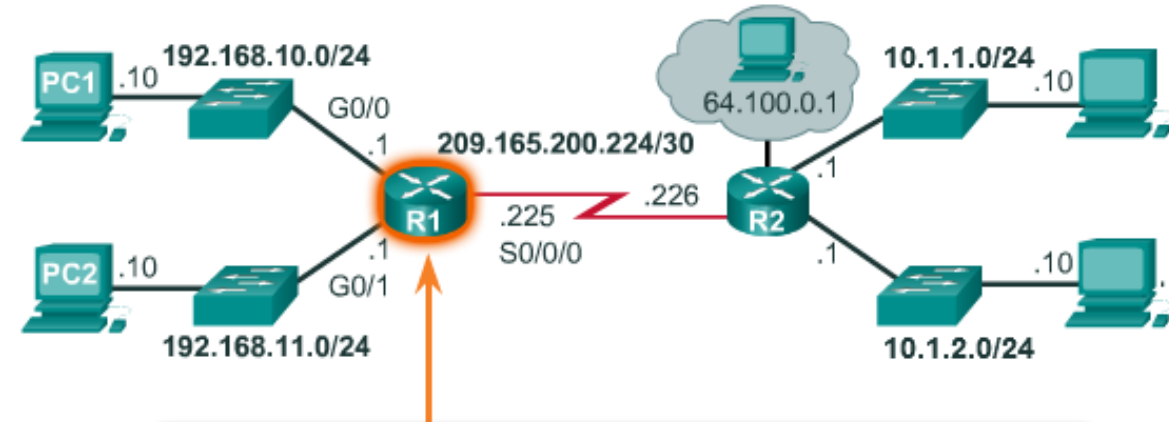 192.168.10.0/24
PC1
.10
G0/0
.1
209.165.200.224/30
64.100.0.1
10.1.1.0/24
.10
.1
R1
.225
S0/0/0
.226
R2
PC2
.10
.1
G0/1
192.168.11.0/24
.1
.10
.
10.1.2.0/24